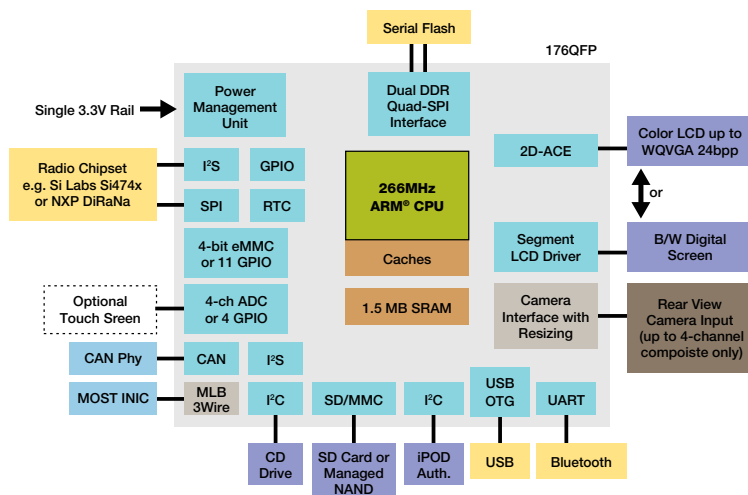 Serial Flash
176QFP
Single 3.3V Rail
Power
Management
Unit
Dual DDR
Quad-SPI
Interface
2D-ACE
Color LCD up to
WQVGA 24bpp
or
Radio Chipset
e.g. Si Labs Si474x
or NXP DiRaNa
I²S
GPIO
SPI
RTC
266MHz
ARM® CPU
Caches
1.5 MB SRAM
4-bit eMMC
or 11 GPIO
Segment
LCD Driver
B/W Digital
Screen
Optional
Touch Sreen
4-ch ADC
or 4 GPIO
Camera
Interface with
Resizing
Rear View
Camera Input
(up to 4-channel
compoiste only)
CAN Phy
CAN
I²S
MOST INIC
MLB
3Wire
I²C
SD/MMC
I²C
USB
OTG
UART
CD
Drive
SD Card or
Managed
NAND
iPOD
Auth.
USB
Bluetooth